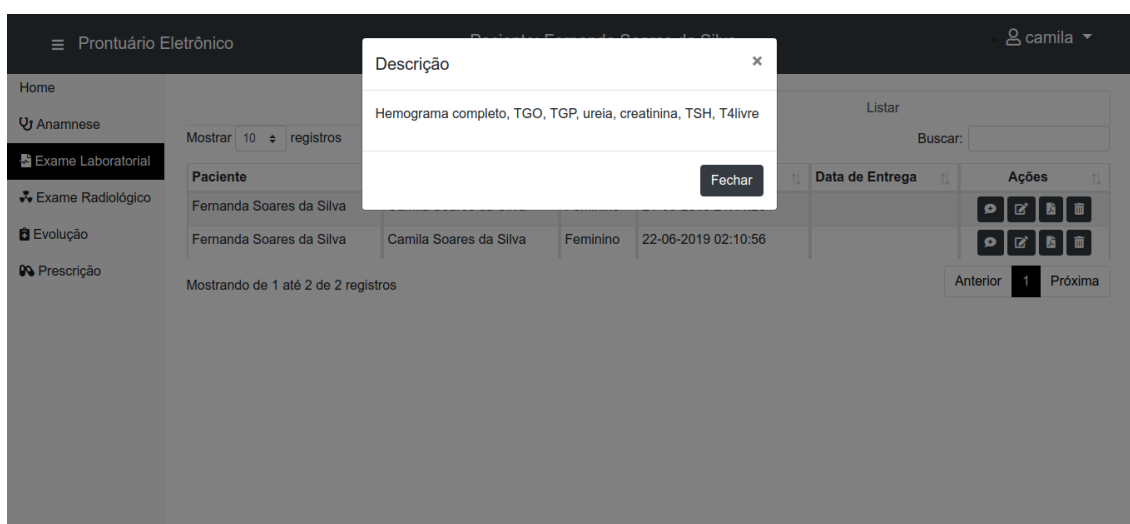 Prontuário Eletrônico
camila
Descrição ×
Hemograma completo, TGO, TGP, ureia, creatinina, TSH, T4livre
Fechar
Home
Anamnese
Exame Laboratorial
Exame Radiológico
Evolução
Prescrição
Listar
Mostrar 10 registros Buscar:
Paciente Data de Entrega Ações
Fernanda Soares da Silva
Fernanda Soares da Silva Camila Soares da Silva Feminino 22-06-2019 02:10:56
Mostrando de 1 até 2 de 2 registros
Anterior 1 Próxima